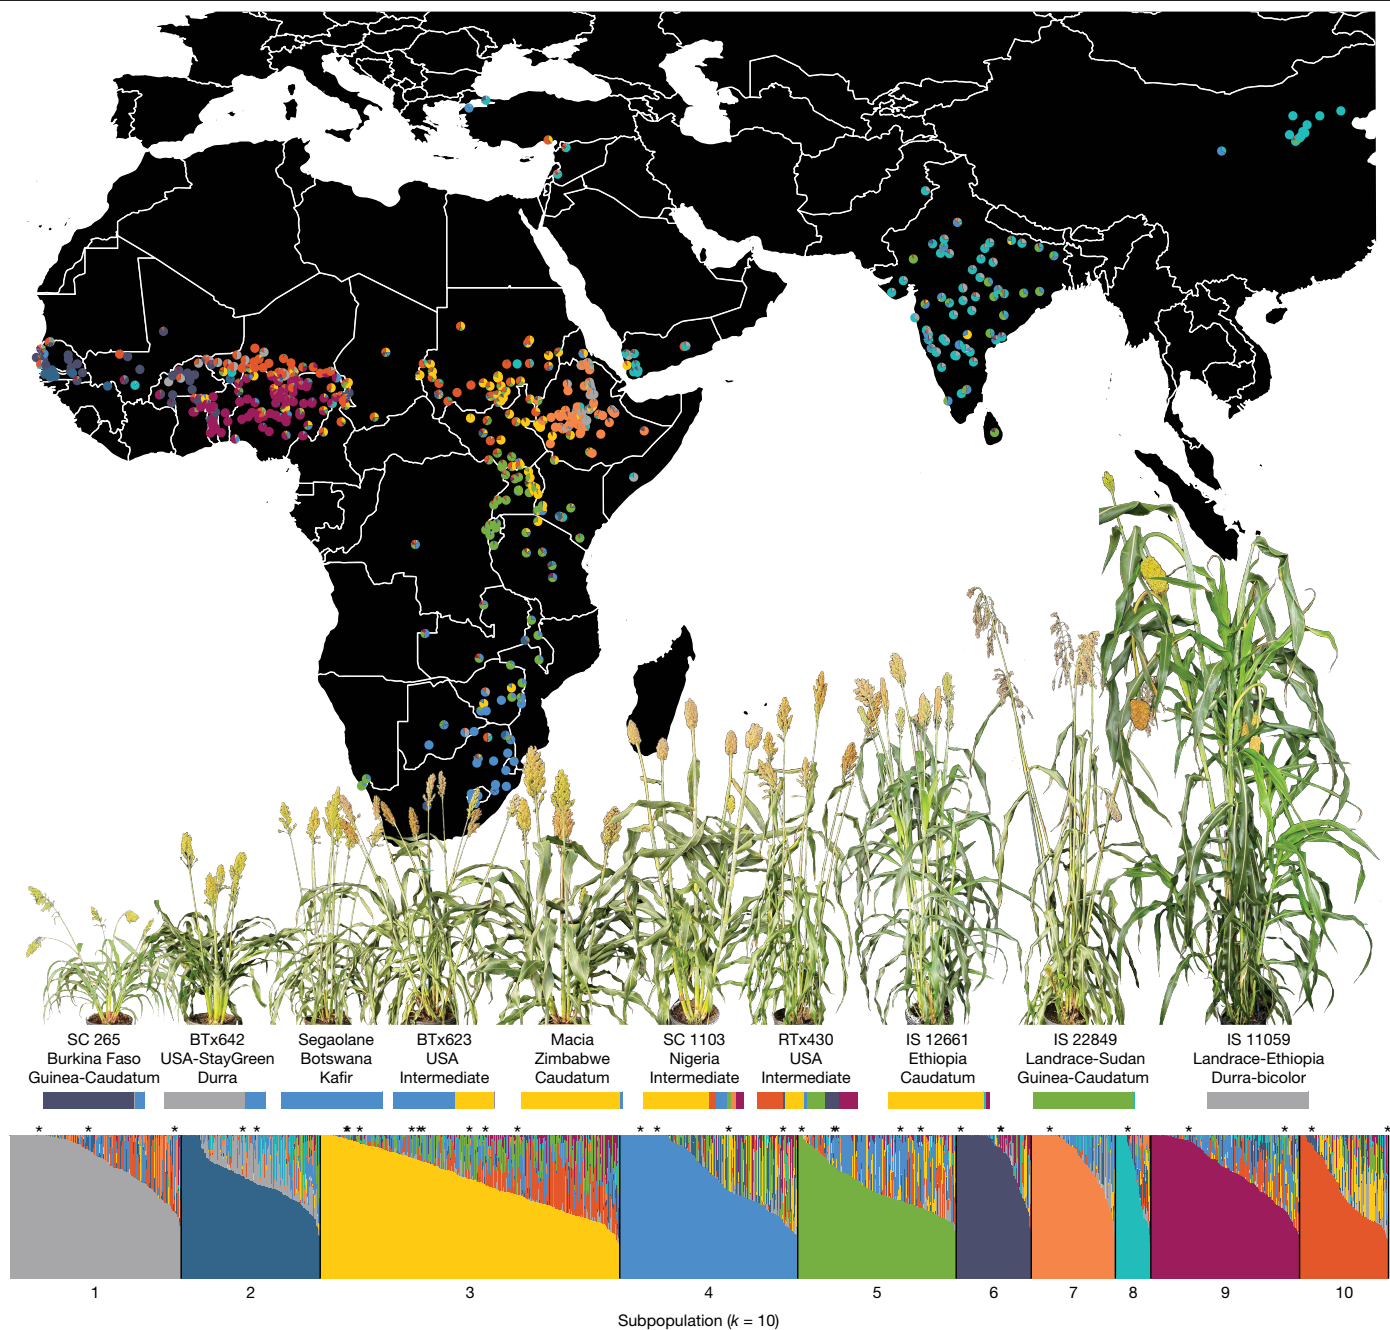 SC 265
Burkina Faso
Guinea-Caudatum
BTx642
USA-StayGreen
Durra
Segaolane
Botswana
Kafir
BTx623
USA
Intermediate
Macia
Zimbabwe
Caudatum
SC 1103
Nigeria
Intermediate
RTx430
USA
Intermediate
IS 12661
Ethiopia
Caudatum
IS 22849
Landrace-Sudan
Guinea-Caudatum
IS 11059
Landrace-Ethiopia
Durra-bicolor
1 2 3 4 5 6 7 8 9 10
Subpopulation (k = 10)